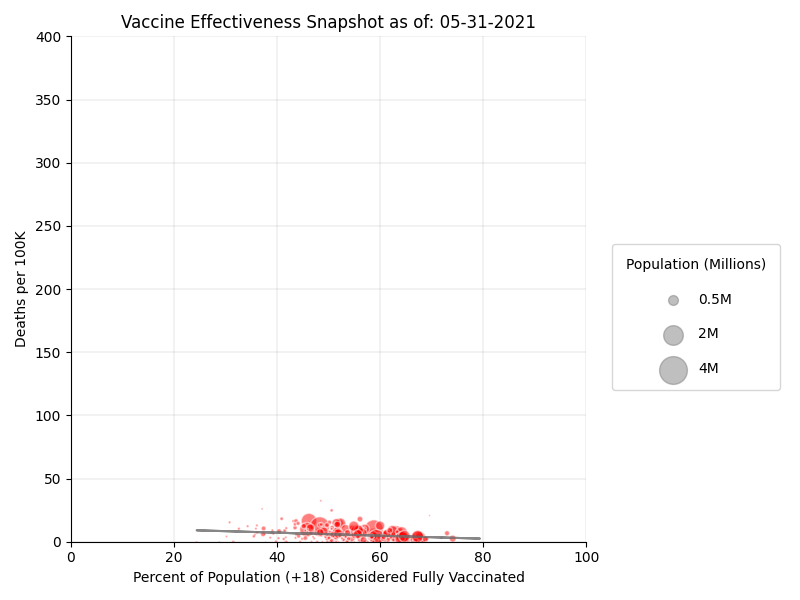 Vaccine Effectiveness Snapshot as of: 05-31-2021
400
350
300
250
200
150
100
50
0
Deaths per 100K
0 20 40 60 80 100
Percent of Population (+18) Considered Fully Vaccinated
Population (Millions)
0.5M
2M
4M